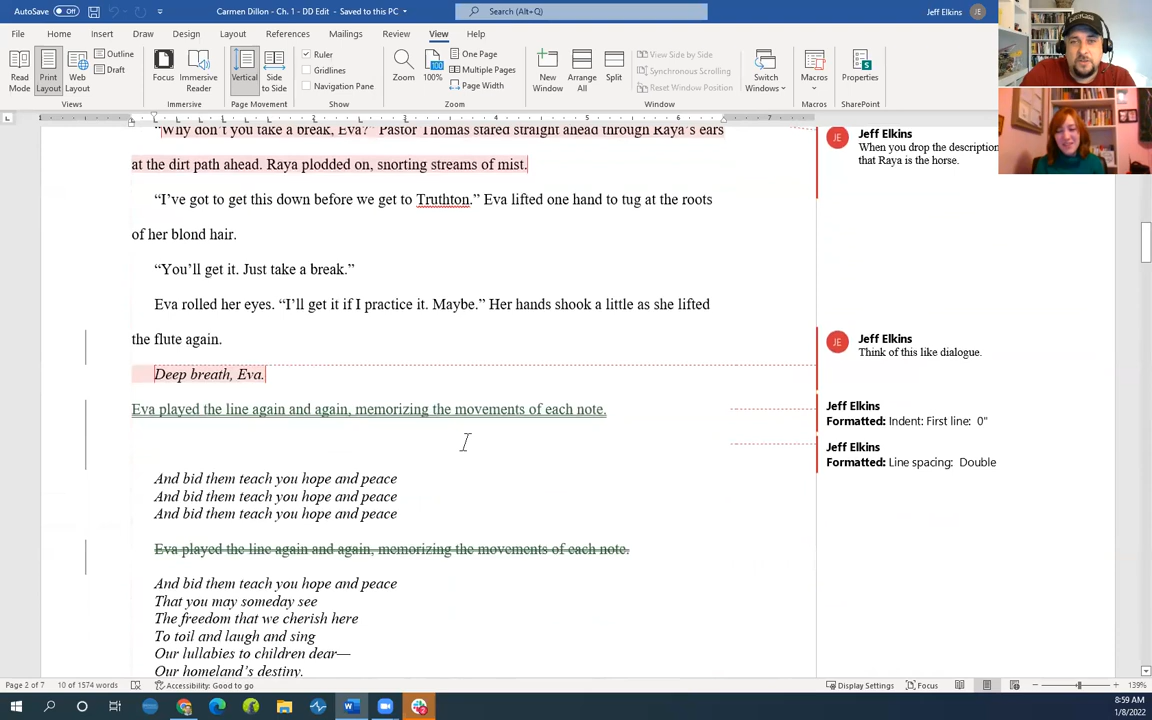 AutoSave Off
Carmen Dillon - Ch. 1 - DD Edit - Saved to this PC
Search (Alt+Q)
Jeff Elkins
JE
File Home Insert Draw Design Layout References Mailings Review View Help
Read Mode
Print Layout
Web Layout
Outline
Draft
Views
Focus
Immersive Reader
Immersive
Vertical
Side to Side
Page Movement
Ruler
Gridlines
Navigation Pane
Show
Zoom
100
100%
One Page
Multiple Pages
Page Width
Zoom
New Window
Arrange All
Split
View Side by Side
Synchronous Scrolling
Reset Window Position
Window
Switch Windows
Macros
Macros
Properties
SharePoint
1 1 2 3 4 5 6 7
"Why don't you take a break, Eva?" Pastor Thomas stared straight ahead through Raya's ears
at the dirt path ahead. Raya plodded on, snorting streams of mist.
“I’ve got to get this down before we get to Truthton.” Eva lifted one hand to tug at the roots
of her blond hair.
“You’ll get it. Just take a break.”
Eva rolled her eyes. “I’ll get it if I practice it. Maybe.” Her hands shook a little as she lifted
the flute again.
Deep breath, Eva.
Eva played the line again and again, memorizing the movements of each note.
And bid them teach you hope and peace
And bid them teach you hope and peace
And bid them teach you hope and peace
Eva played the line again and again, memorizing the movements of each note.
And bid them teach you hope and peace
That you may someday see
The freedom that we cherish here
To toil and laugh and sing
Our lullabies to children dear—
Our homeland’s destiny.
JE
Jeff Elkins
When you drop the description
that Raya is the horse.
JE
Jeff Elkins
Think of this like dialogue.
Jeff Elkins
Formatted: Indent: First line: 0"
Jeff Elkins
Formatted: Line spacing: Double
Page 2 of 7
10 of 1574 words
Accessibility: Good to go
Display Settings
Focus
139%
8:59 AM
1/8/2022